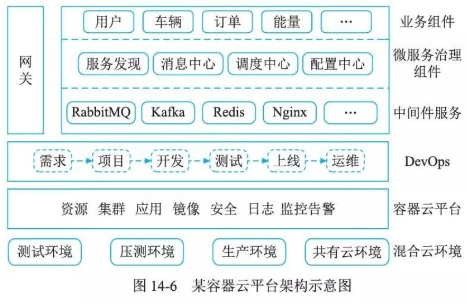 网关
用户 车辆 订单 能量 … 业务组件
服务发现 消息中心 调度中心 配置中心 微服务治理组件
RabbitMQ Kafka Redis Nginx … 中间件服务
需求 项目 开发 测试 上线 运维 DevOps
资源 集群 应用 镜像 安全 日志 监控告警 容器云平台
测试环境 压测环境 生产环境 共有云环境 混合云环境
图 14-6 某容器云平台架构示意图